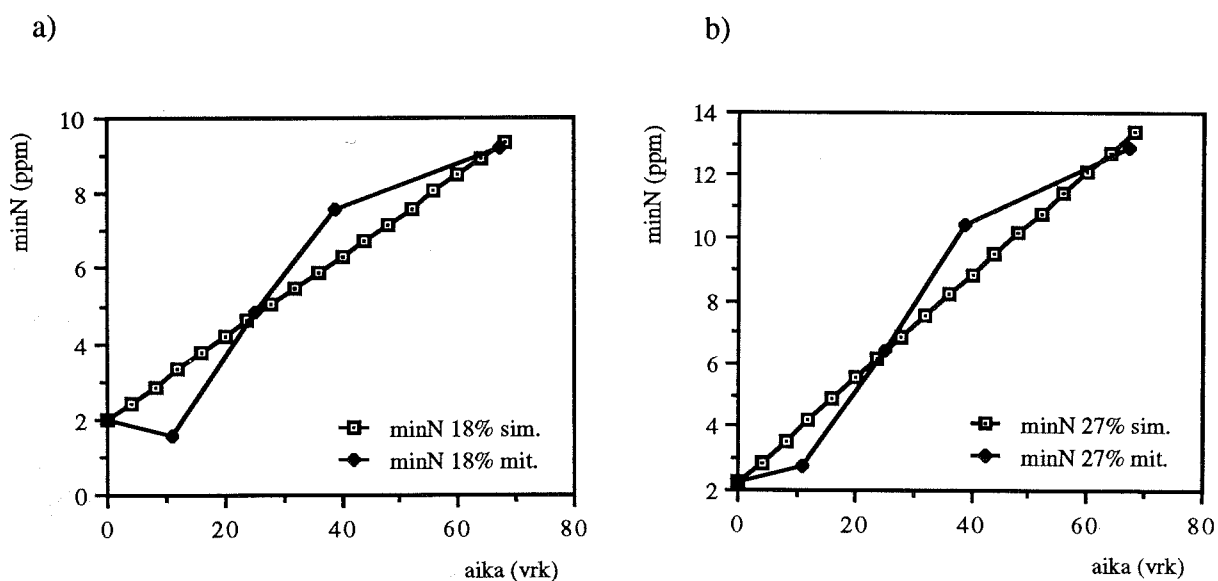 a)
minN (ppm)
10
8
6
4
2
0
minN 18% sim.
minN 18% mit.
0 20 40 60 80
aika (vrk)
b)
minN (ppm)
14
12
10
8
6
4
2
minN 27% sim.
minN 27% mit.
0 20 40 60 80
aika (vrk)